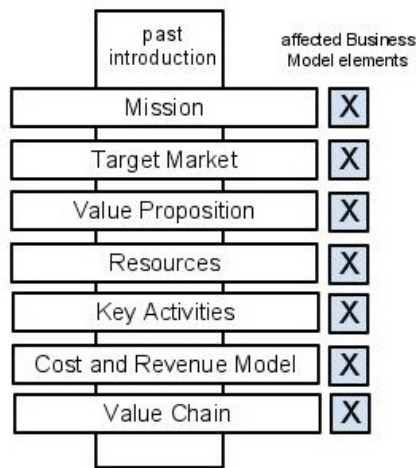 past
introduction
affected Business
Model elements
Mission X
Target Market X
Value Proposition X
Resources X
Key Activities X
Cost and Revenue Model X
Value Chain X